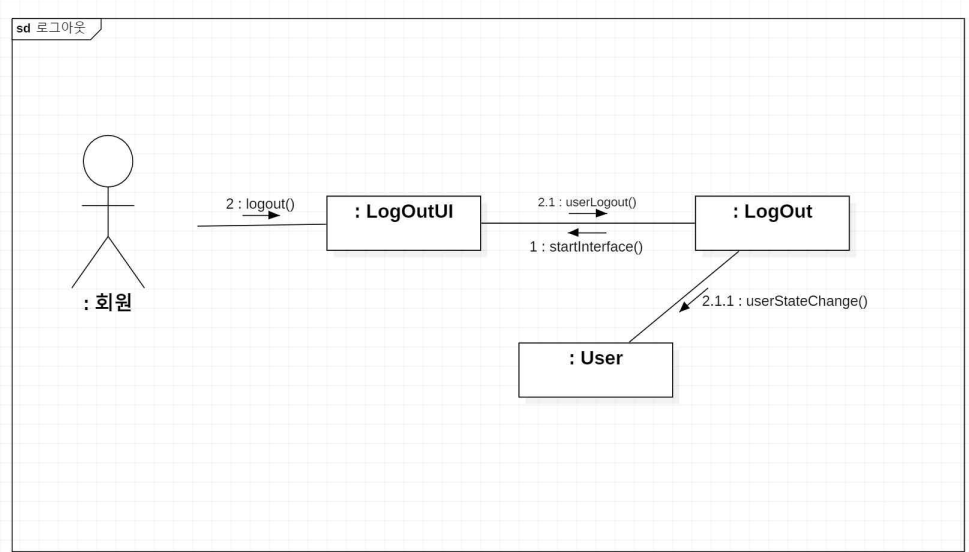 sd 로그아웃
2 : logout()
: LogOutUI
2.1 : userLogout()
1 : startInterface()
: LogOut
: 회원
2.1.1 : userStateChange()
: User